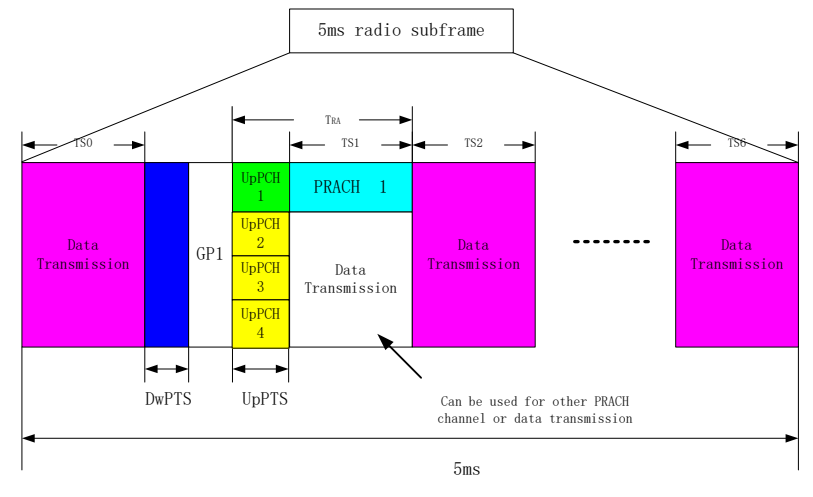 5ms radio subframe
TRA
TS0
TS1
TS2
TS6
UpPCH
1
PRACH 1
UpPCH
2
Data
Transmission
GP1
UpPCH
3
Data
Transmission
Data
Transmission
Data
Transmission
UpPCH
4
DwPTS
UpPTS
Can be used for other PRACH
channel or data transmission
5ms